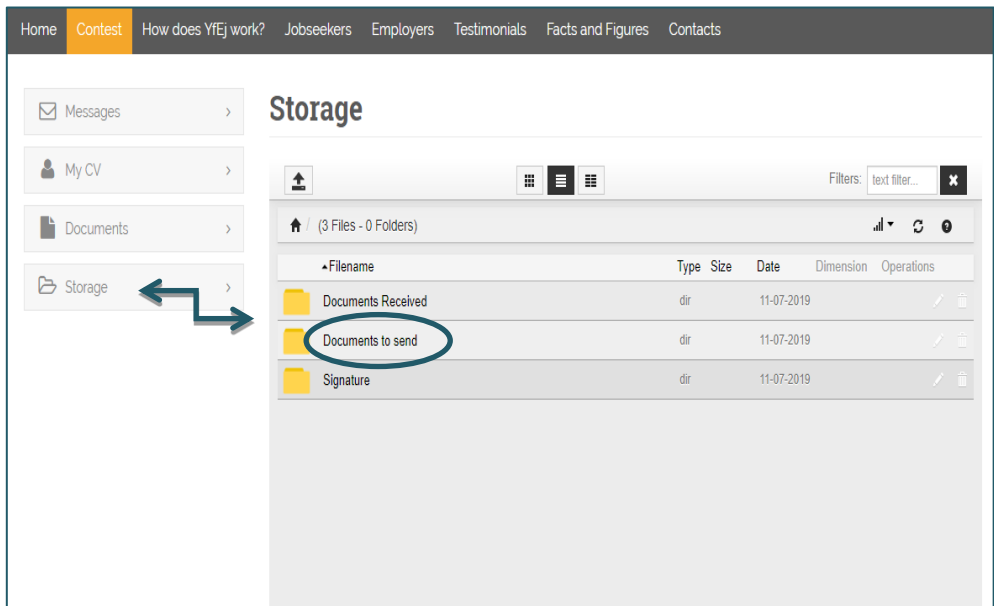 Home Contest How does YfEj work? Jobseekers Employers Testimonials Facts and Figures Contacts
Messages
My CV
Documents
Storage
Storage
Filters: text filter...
(3 Files - 0 Folders)
Filename Type Size Date Dimension Operations
Documents Received dir 11-07-2019
Documents to send dir 11-07-2019
Signature dir 11-07-2019